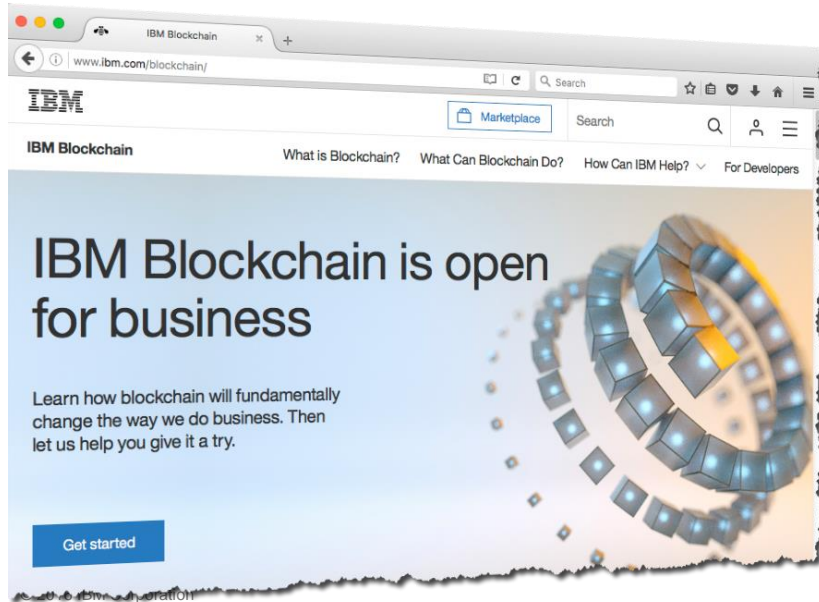 IBM Blockchain
www.ibm.com/blockchain/
Search
IBM
Marketplace
Search
IBM Blockchain
What is Blockchain? What Can Blockchain Do? How Can IBM Help? For Developers
IBM Blockchain is open
for business
Learn how blockchain will fundamentally
change the way we do business. Then
let us help you give it a try.
Get started
IBM Corporation